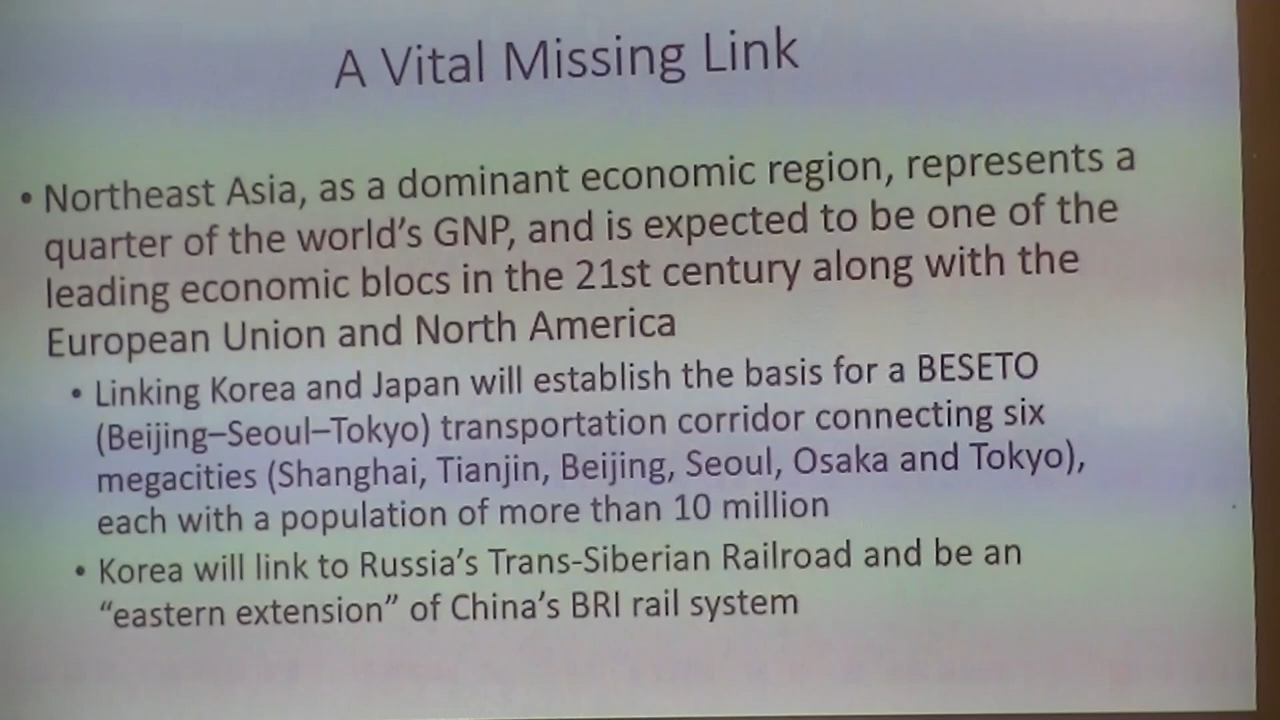 A Vital Missing Link
• Northeast Asia, as a dominant economic region, represents a
quarter of the world's GNP, and is expected to be one of the
leading economic blocs in the 21st century along with the
European Union and North America
• Linking Korea and Japan will establish the basis for a BESETO
(Beijing–Seoul–Tokyo) transportation corridor connecting six
megacities (Shanghai, Tianjin, Beijing, Seoul, Osaka and Tokyo),
each with a population of more than 10 million
• Korea will link to Russia's Trans-Siberian Railroad and be an
“eastern extension” of China's BRI rail system